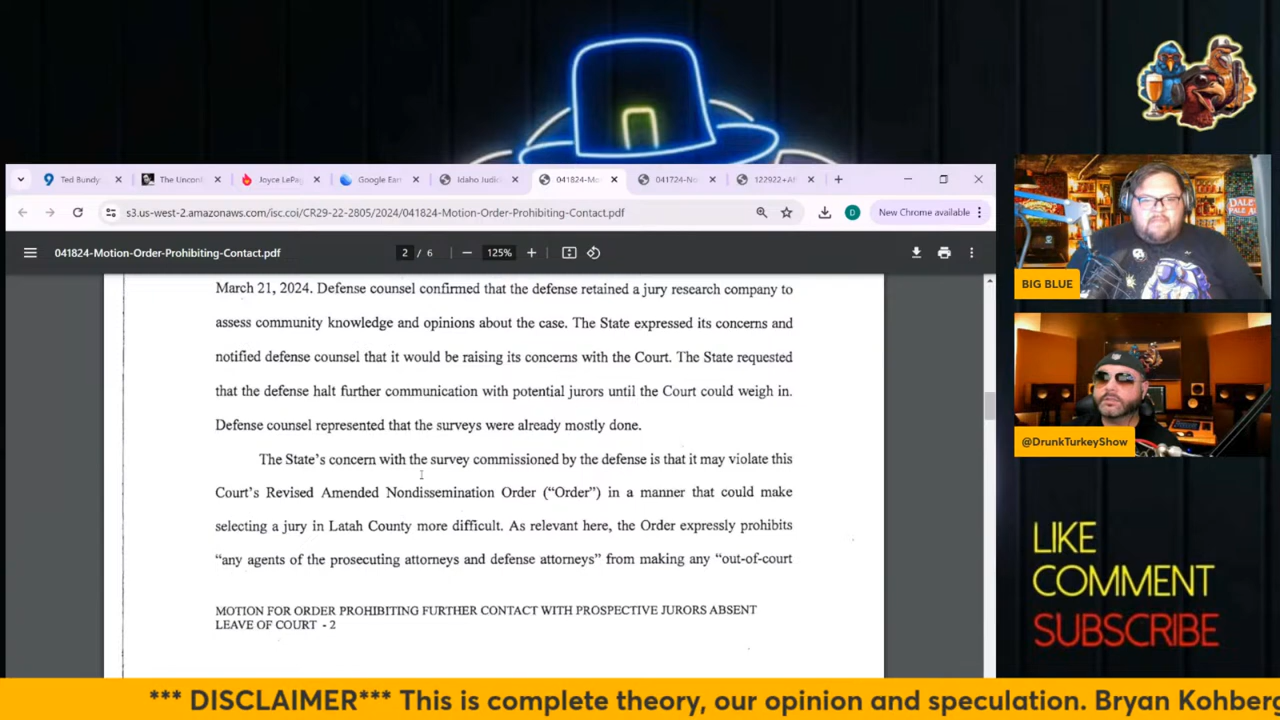 Ted Bundy
The Uncon
Joyce LePa
Google Ear
Idaho Judi
041824-Mo
041724-No
122922+A
s3.us-west-2.amazonaws.com/isc.coi/CR29-22-2805/2024/041824-Motion-Order-Prohibiting-Contact.pdf
D
New Chrome available
041824-Motion-Order-Prohibiting-Contact.pdf
2 / 6
125%
March 21, 2024. Defense counsel confirmed that the defense retained a jury research company to
assess community knowledge and opinions about the case. The State expressed its concerns and
notified defense counsel that it would be raising its concerns with the Court. The State requested
that the defense halt further communication with potential jurors until the Court could weigh in.
Defense counsel represented that the surveys were already mostly done.
The State's concern with the survey commissioned by the defense is that it may violate this
Court's Revised Amended Nondissemination Order ("Order") in a manner that could make
selecting a jury in Latah County more difficult. As relevant here, the Order expressly prohibits
"any agents of the prosecuting attorneys and defense attorneys" from making any "out-of-court
MOTION FOR ORDER PROHIBITING FURTHER CONTACT WITH PROSPECTIVE JURORS ABSENT
LEAVE OF COURT - 2
BIG BLUE
@DrunkTurkeyShow
LIKE
COMMENT
SUBSCRIBE
*** DISCLAIMER*** This is complete theory, our opinion and speculation. Bryan Kohberg